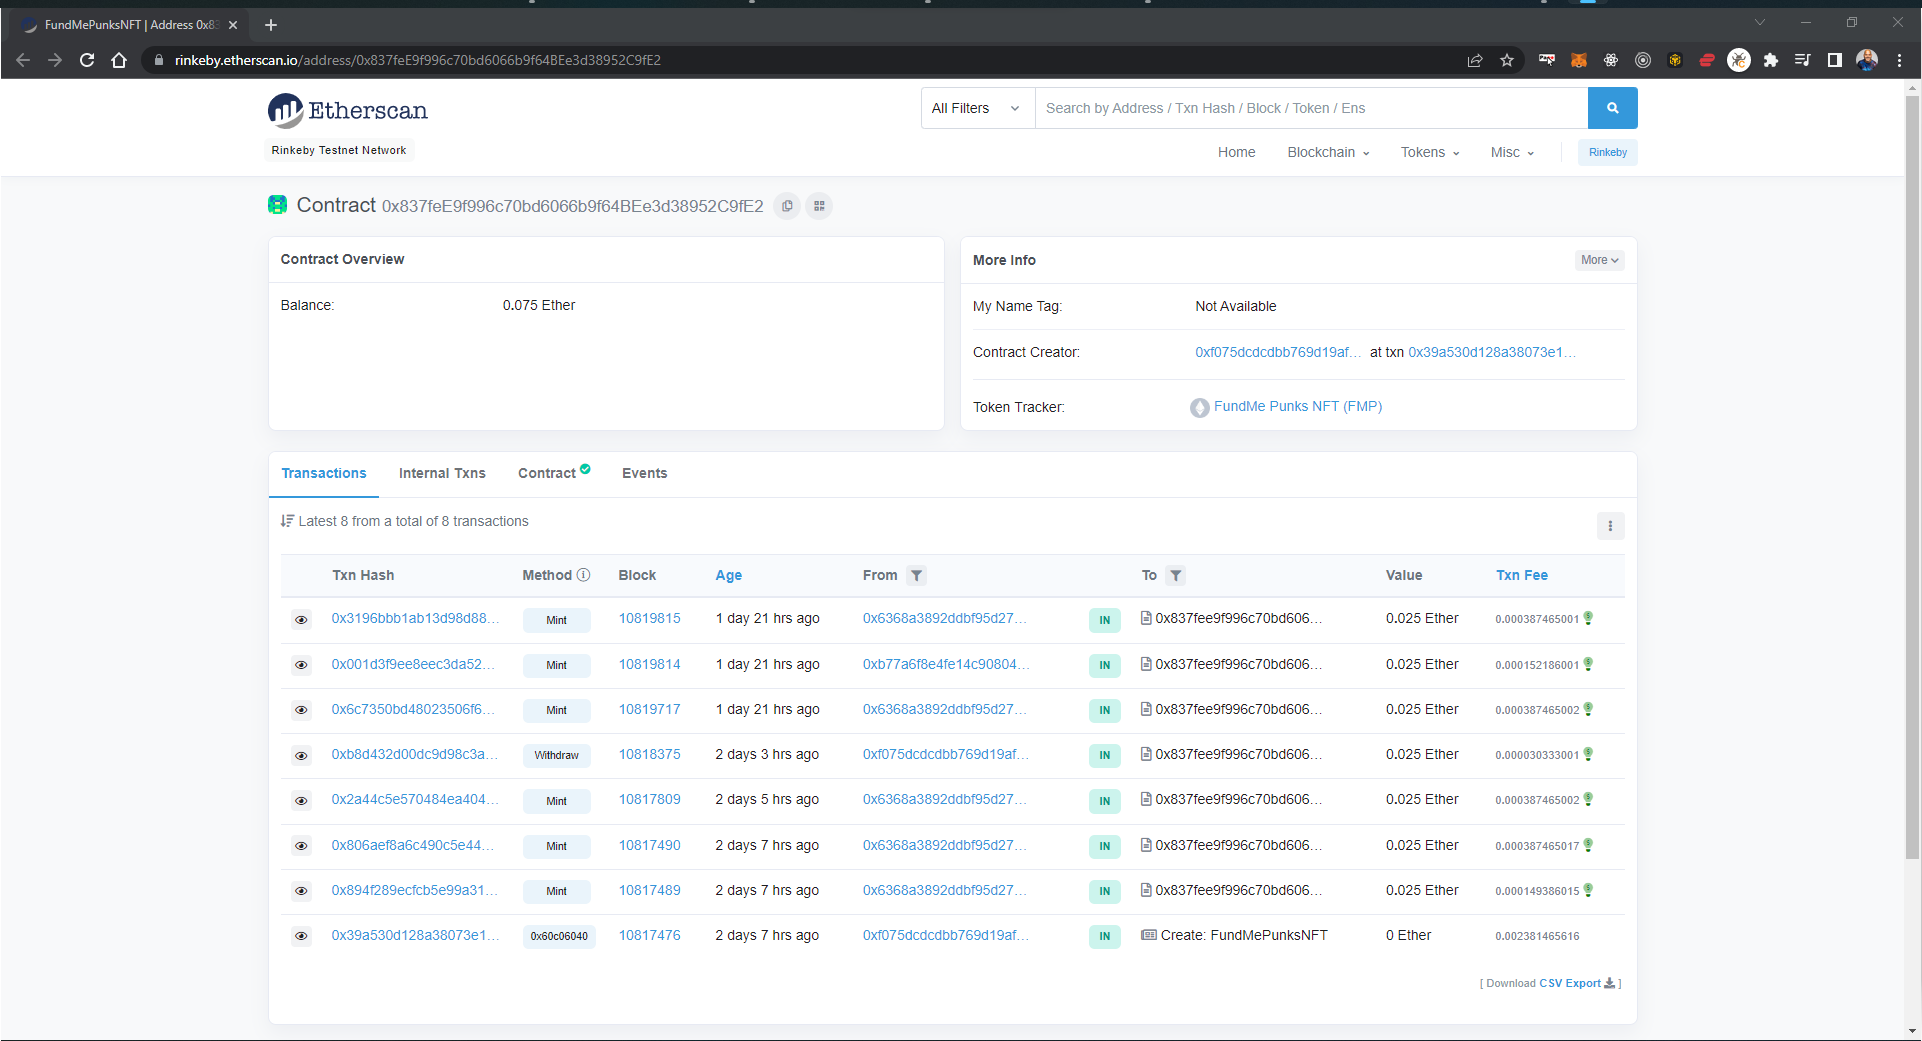 FundMePunksNFT | Address 0x83
rinkeby.etherscan.io/address/0x837feE9f996c70bd6066b9f64BEe3d38952C9fE2
Etherscan
All Filters
Search by Address / Txn Hash / Block / Token / Ens
Rinkeby Testnet Network
Home Blockchain Tokens Misc Rinkeby
Contract 0x837feE9f996c70bd6066b9f64BEe3d38952C9fE2
Contract Overview
Balance: 0.075 Ether
More Info
More
My Name Tag: Not Available
Contract Creator: 0xf075dcdcdbb769d19af... at txn 0x39a530d128a38073e1...
Token Tracker: FundMe Punks NFT (FMP)
Transactions Internal Txns Contract Events
Latest 8 from a total of 8 transactions
Txn Hash Method Block Age From To Value Txn Fee
0x3196bbb1ab13d98d88... Mint 10819815 1 day 21 hrs ago 0x6368a3892ddbf95d27... IN 0x837fee9f996c70bd606... 0.025 Ether 0.000387465001
0x001d3f9ee8eec3da52... Mint 10819814 1 day 21 hrs ago 0xb77a6f8e4fe14c90804... IN 0x837fee9f996c70bd606... 0.025 Ether 0.000152186001
0x6c7350bd48023506f6... Mint 10819717 1 day 21 hrs ago 0x6368a3892ddbf95d27... IN 0x837fee9f996c70bd606... 0.025 Ether 0.000387465002
0xb8d432d00dc9d98c3a... Withdraw 10818375 2 days 3 hrs ago 0xf075dcdcdbb769d19af... IN 0x837fee9f996c70bd606... 0.025 Ether 0.000030333001
0x2a44c5e570484ea404... Mint 10817809 2 days 5 hrs ago 0x6368a3892ddbf95d27... IN 0x837fee9f996c70bd606... 0.025 Ether 0.000387465002
0x806aef8a6c490c5e44... Mint 10817490 2 days 7 hrs ago 0x6368a3892ddbf95d27... IN 0x837fee9f996c70bd606... 0.025 Ether 0.000387465017
0x894f289ecfcb5e99a31... Mint 10817489 2 days 7 hrs ago 0x6368a3892ddbf95d27... IN 0x837fee9f996c70bd606... 0.025 Ether 0.000149386015
0x39a530d128a38073e1... 0x60c06040 10817476 2 days 7 hrs ago 0xf075dcdcdbb769d19af... IN Create: FundMePunksNFT 0 Ether 0.002381465616
[ Download CSV Export ]